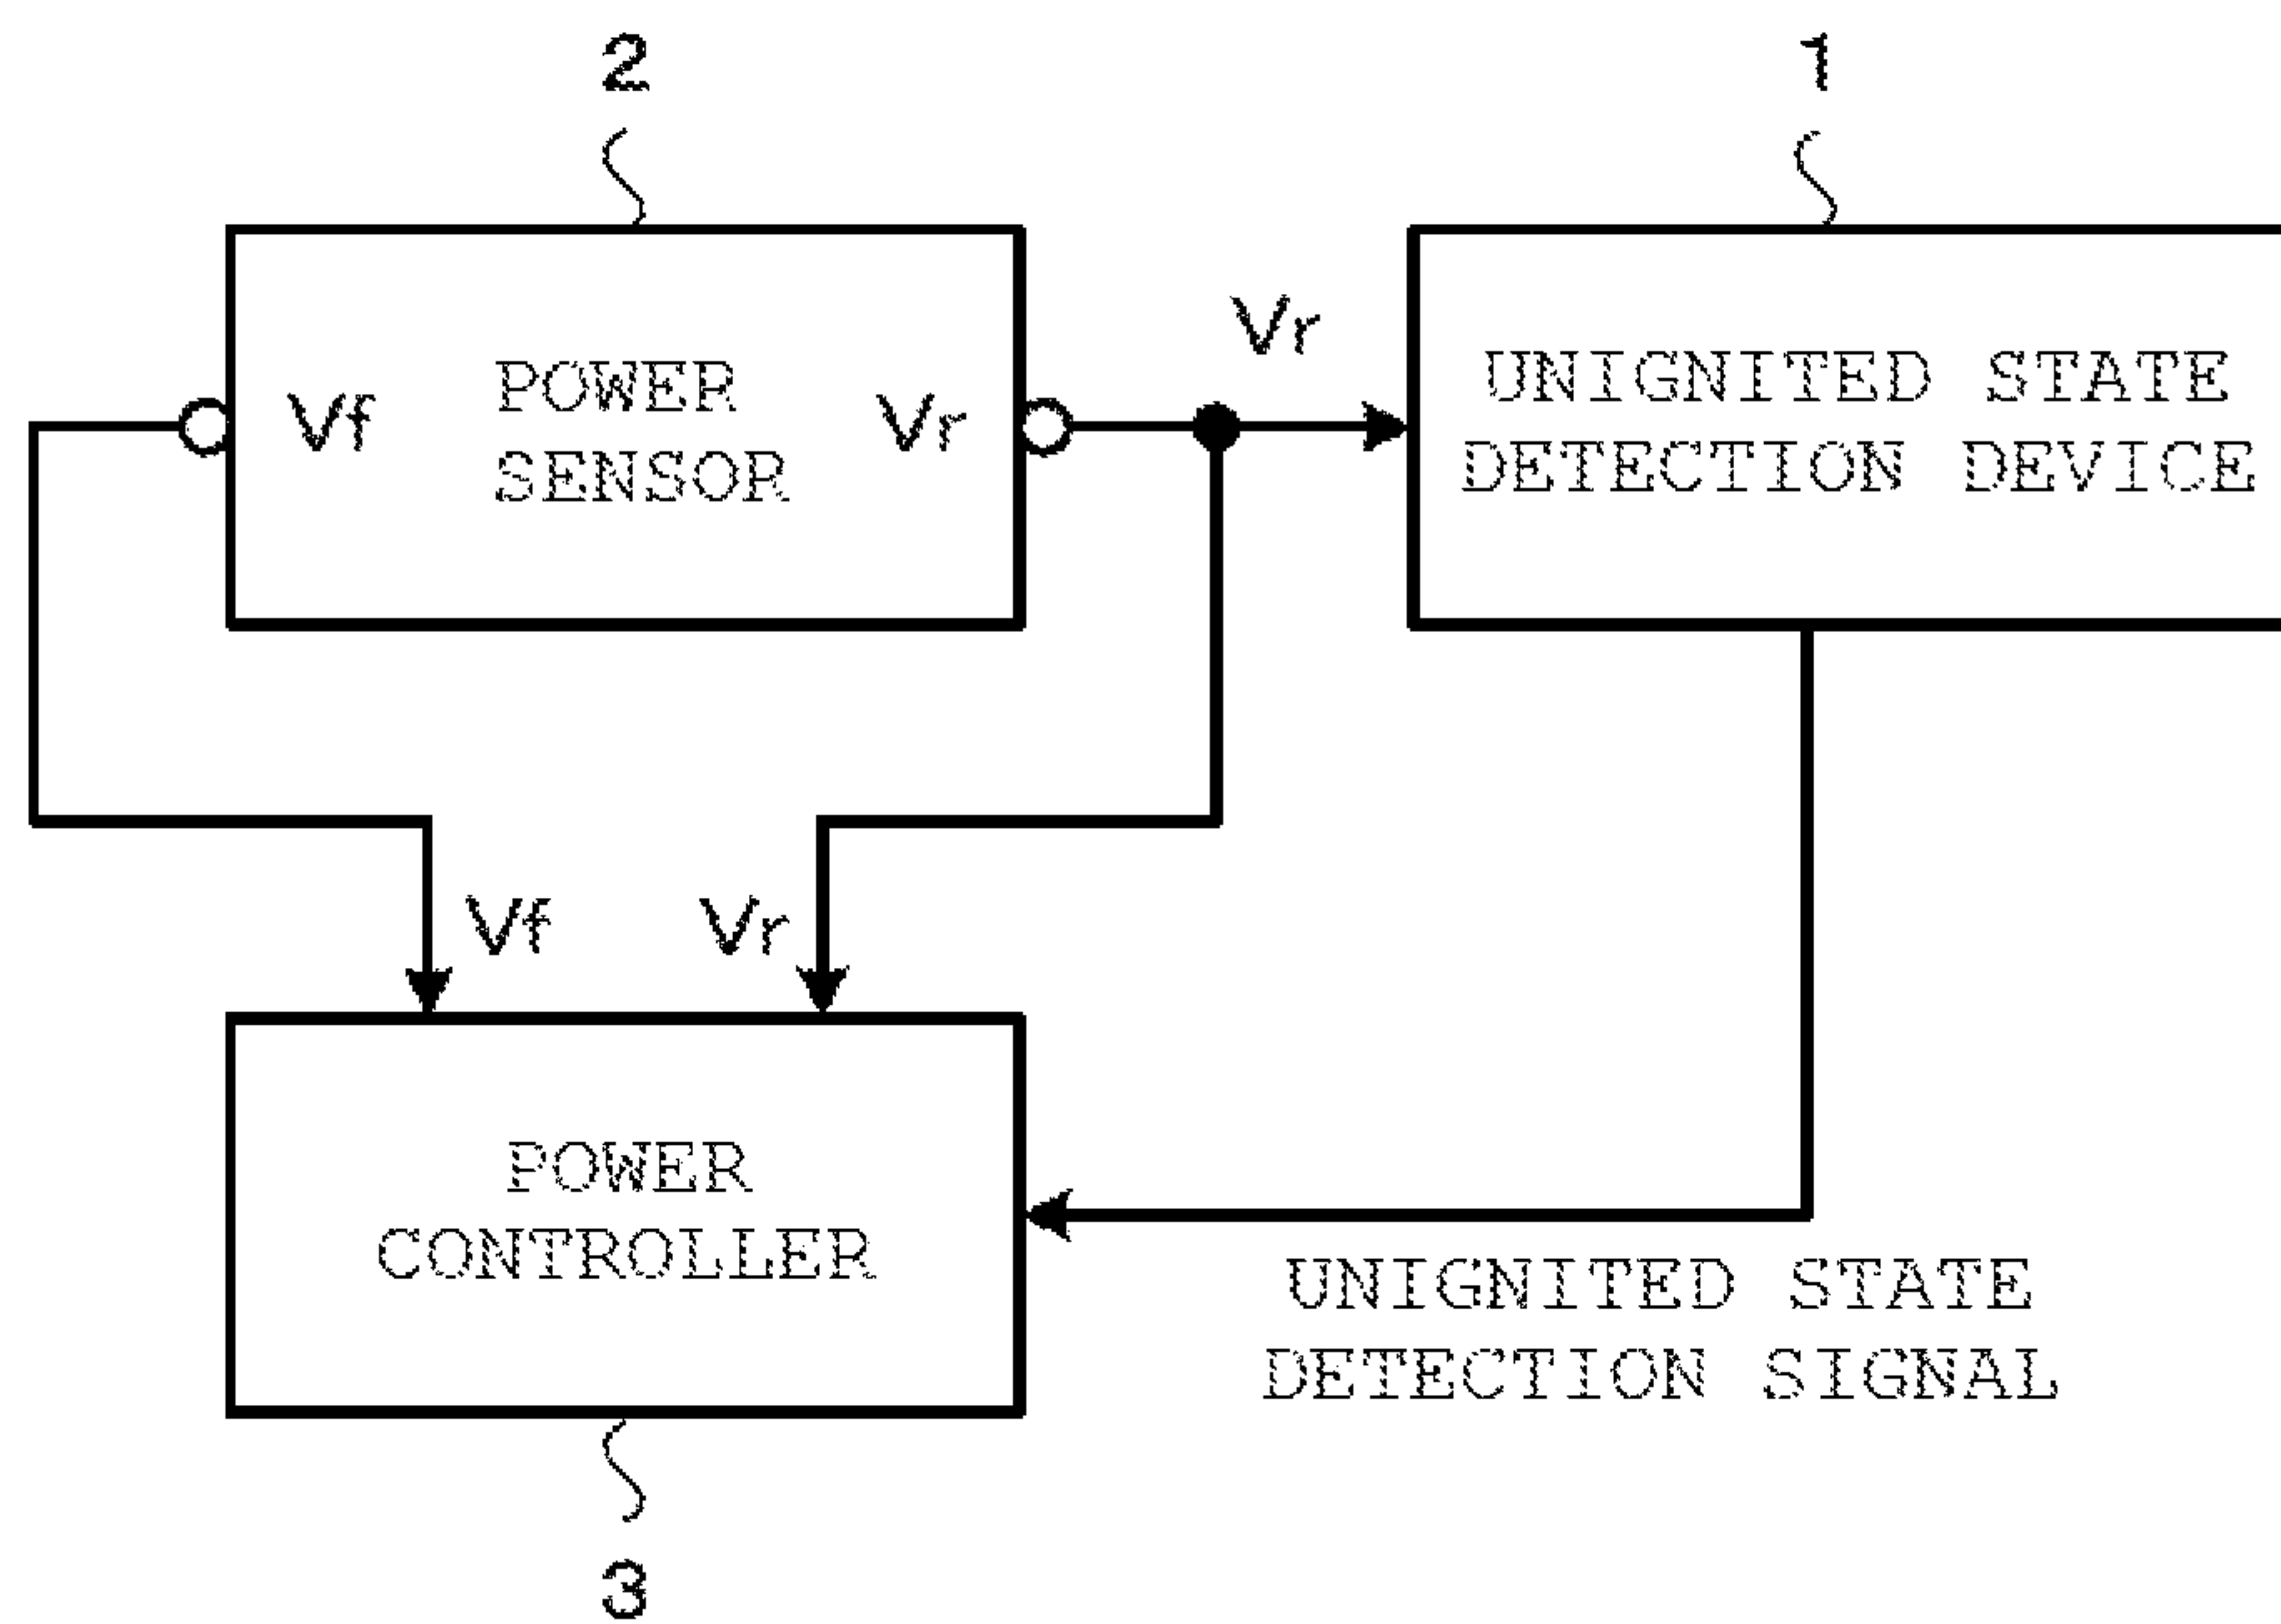 2
1
Vf
POWER
SENSOR
Vr
Vr
UNIGNITED STATE
DETECTION DEVICE
Vf
Vr
POWER
CONTROLLER
UNIGNITED STATE
DETECTION SIGNAL
3